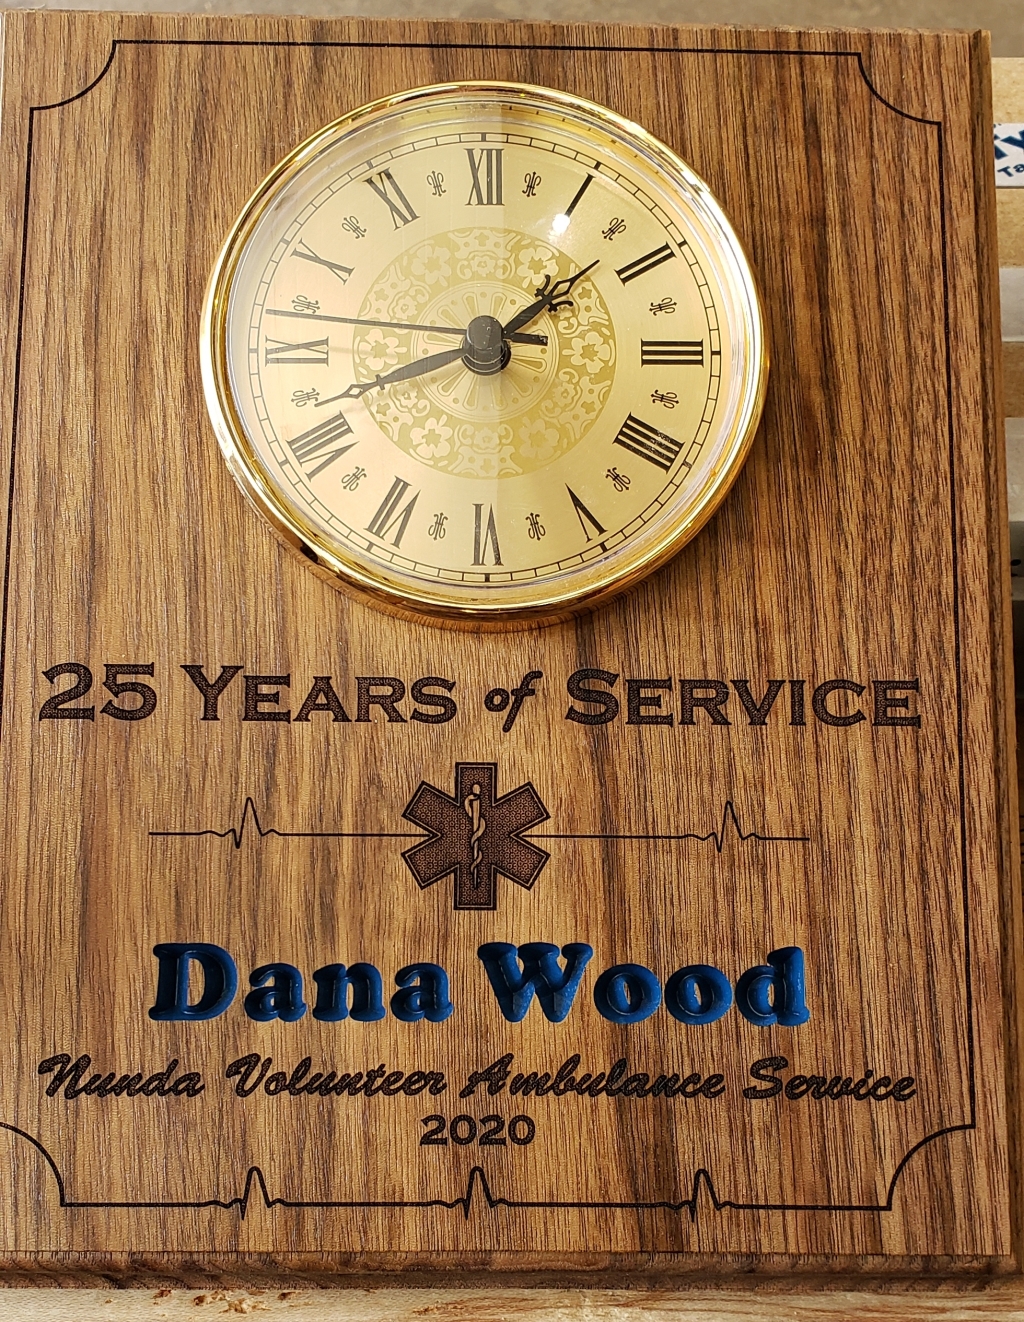 XII
I
II
III
IIII
V
VI
VII
VIII
IX
X
XI
25 YEARS of SERVICE
Dana Wood
Nunda Volunteer Ambulance Service
2020